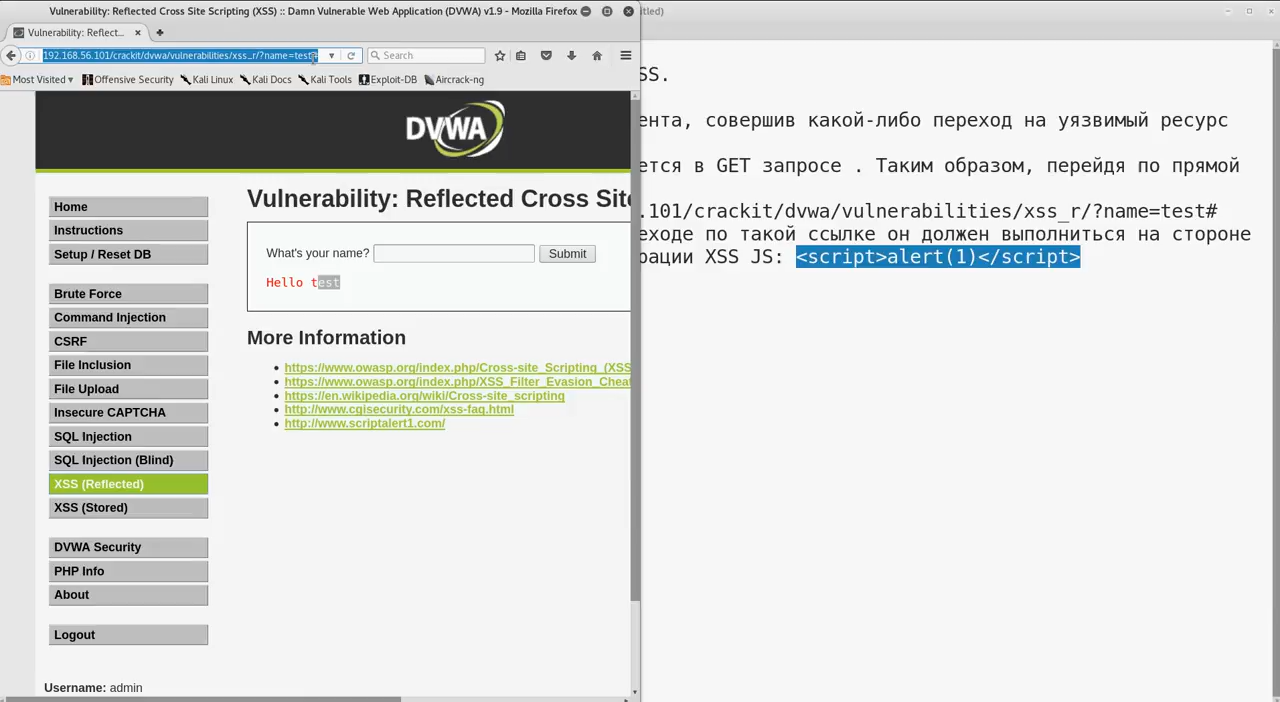 Vulnerability: Reflected Cross Site Scripting (XSS) :: Damn Vulnerable Web Application (DVWA) v1.9 - Mozilla Firefox
Vulnerability: Reflect...
192.168.56.101/crackit/dvwa/vulnerabilities/xss_r/?name=test#
Search
Most Visited
Offensive Security
Kali Linux
Kali Docs
Kali Tools
Exploit-DB
Aircrack-ng
DVWA
Home
Instructions
Setup / Reset DB
Brute Force
Command Injection
CSRF
File Inclusion
File Upload
Insecure CAPTCHA
SQL Injection
SQL Injection (Blind)
XSS (Reflected)
XSS (Stored)
DVWA Security
PHP Info
About
Logout
Username: admin
Vulnerability: Reflected Cross Site
What's your name?
Submit
Hello test
More Information
https://www.owasp.org/index.php/Cross-site_Scripting_(XSS
https://www.owasp.org/index.php/XSS_Filter_Evasion_Cheat
https://en.wikipedia.org/wiki/Cross-site_scripting
http://www.cgisecurity.com/xss-faq.html
http://www.scriptalert1.com/
itled)
SS.
ента, совершив какой-либо переход на уязвимый ресурс
ется в GET запросе . Таким образом, перейдя по прямой
.101/crackit/dvwa/vulnerabilities/xss_r/?name=test#
еходе по такой ссылке он должен выполниться на стороне
рации XSS JS: <script>alert(1)</script>